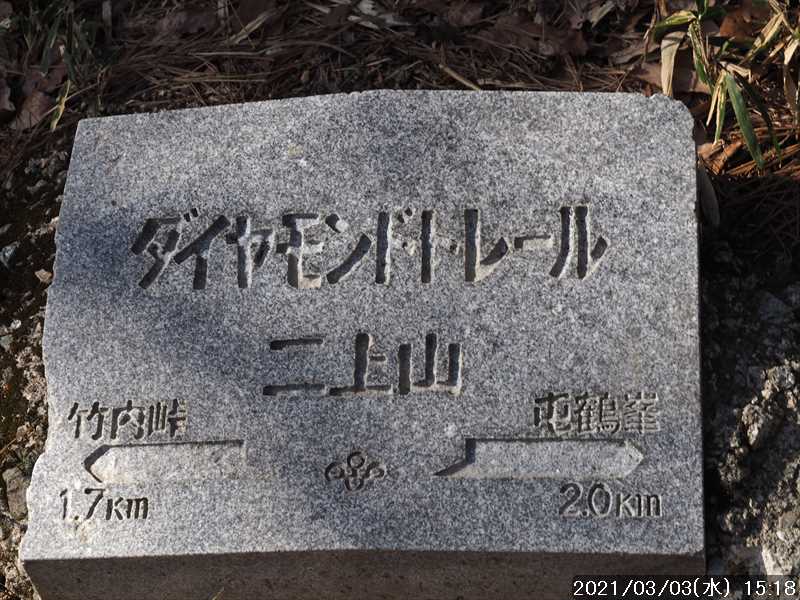 ダイヤモンドトレール
二上山
竹内峠 屯鶴峯
1.7Km 2.0Km
2021/03/03(水) 15:18